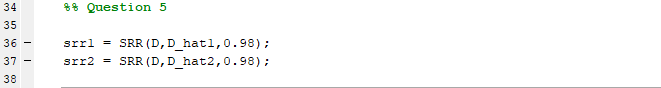 34 %% Question 5
35
36 – srr1 = SRR(D,D_hat1,0.98);
37 – srr2 = SRR(D,D_hat2,0.98);
38